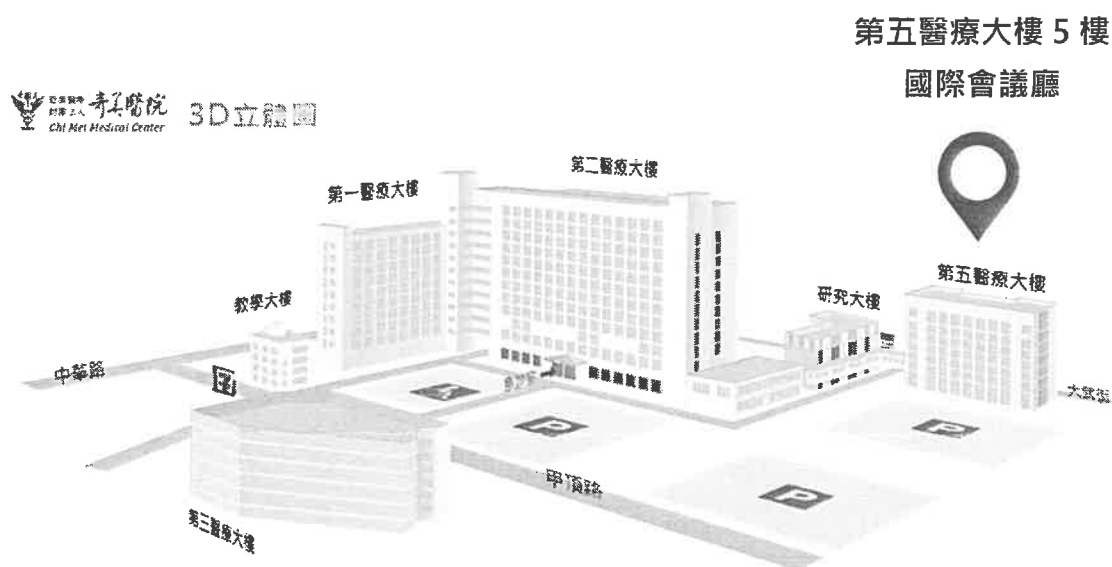 第五醫療大樓 5 樓
國際會議廳
奇美醫院
Chi Mei Medical Center
3D立體圖
第二醫療大樓
第一醫療大樓
第五醫療大樓
研究大樓
教學大樓
中華路
大武街
P
P
P
甲頂路
第三醫療大樓